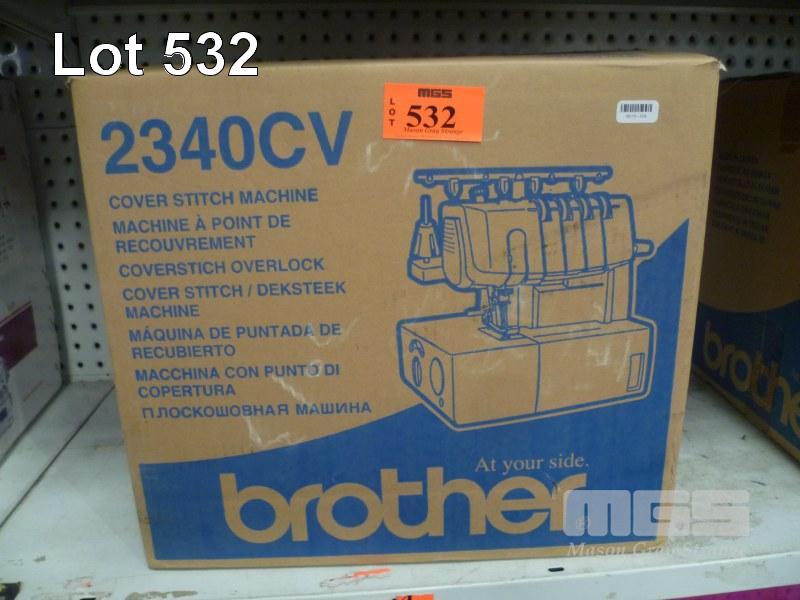 Lot 532
MGS
LOT
532
Mason Gray Strange
2340CV
COVER STITCH MACHINE
MACHINE À POINT DE
RECOUVREMENT
COVERSTICH OVERLOCK
COVER STITCH / DEKSTEEK
MACHINE
MÁQUINA DE PUNTADA DE
RECUBIERTO
MACCHINA CON PUNTO DI
COPERTURA
ПЛОСКОШОВНАЯ МАШИНА
At your side.
brother
MGS
Mason Gray Strange
brothe